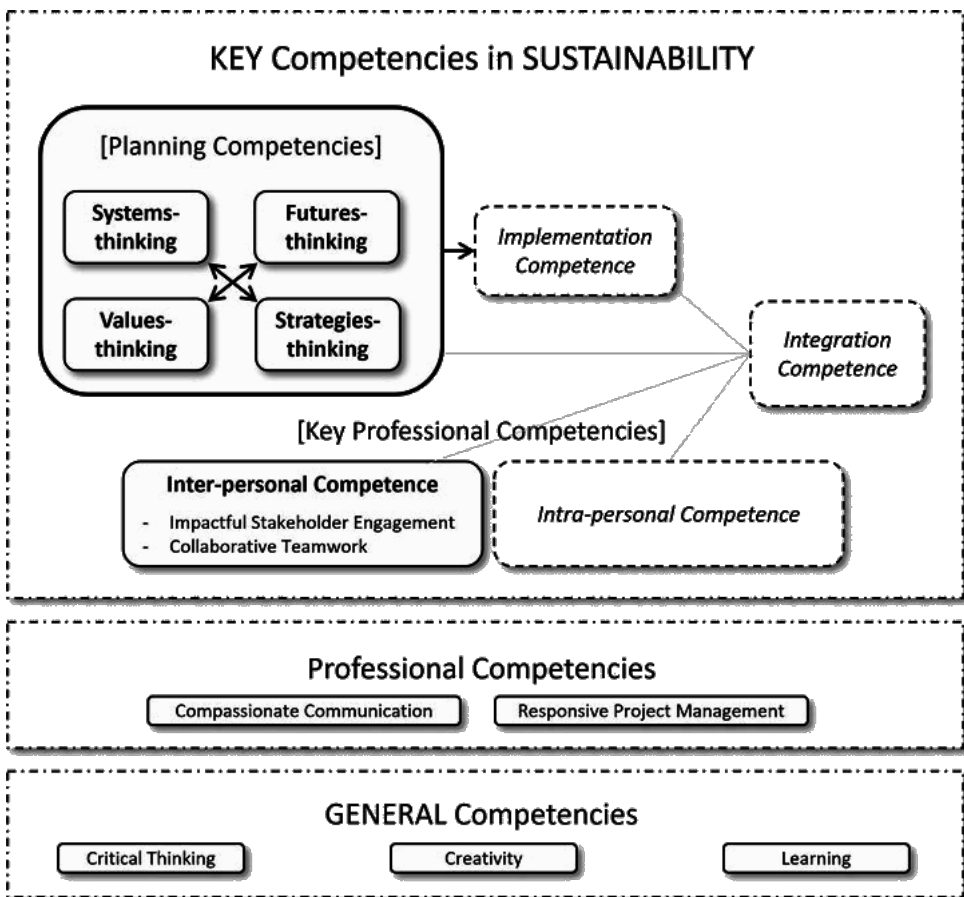 KEY Competencies in SUSTAINABILITY
[Planning Competencies]
Systems-
thinking
Futures-
thinking
Values-
thinking
Strategies-
thinking
Implementation
Competence
Integration
Competence
[Key Professional Competencies]
Inter-personal Competence
- Impactful Stakeholder Engagement
- Collaborative Teamwork
Intra-personal Competence
Professional Competencies
Compassionate Communication
Responsive Project Management
GENERAL Competencies
Critical Thinking
Creativity
Learning